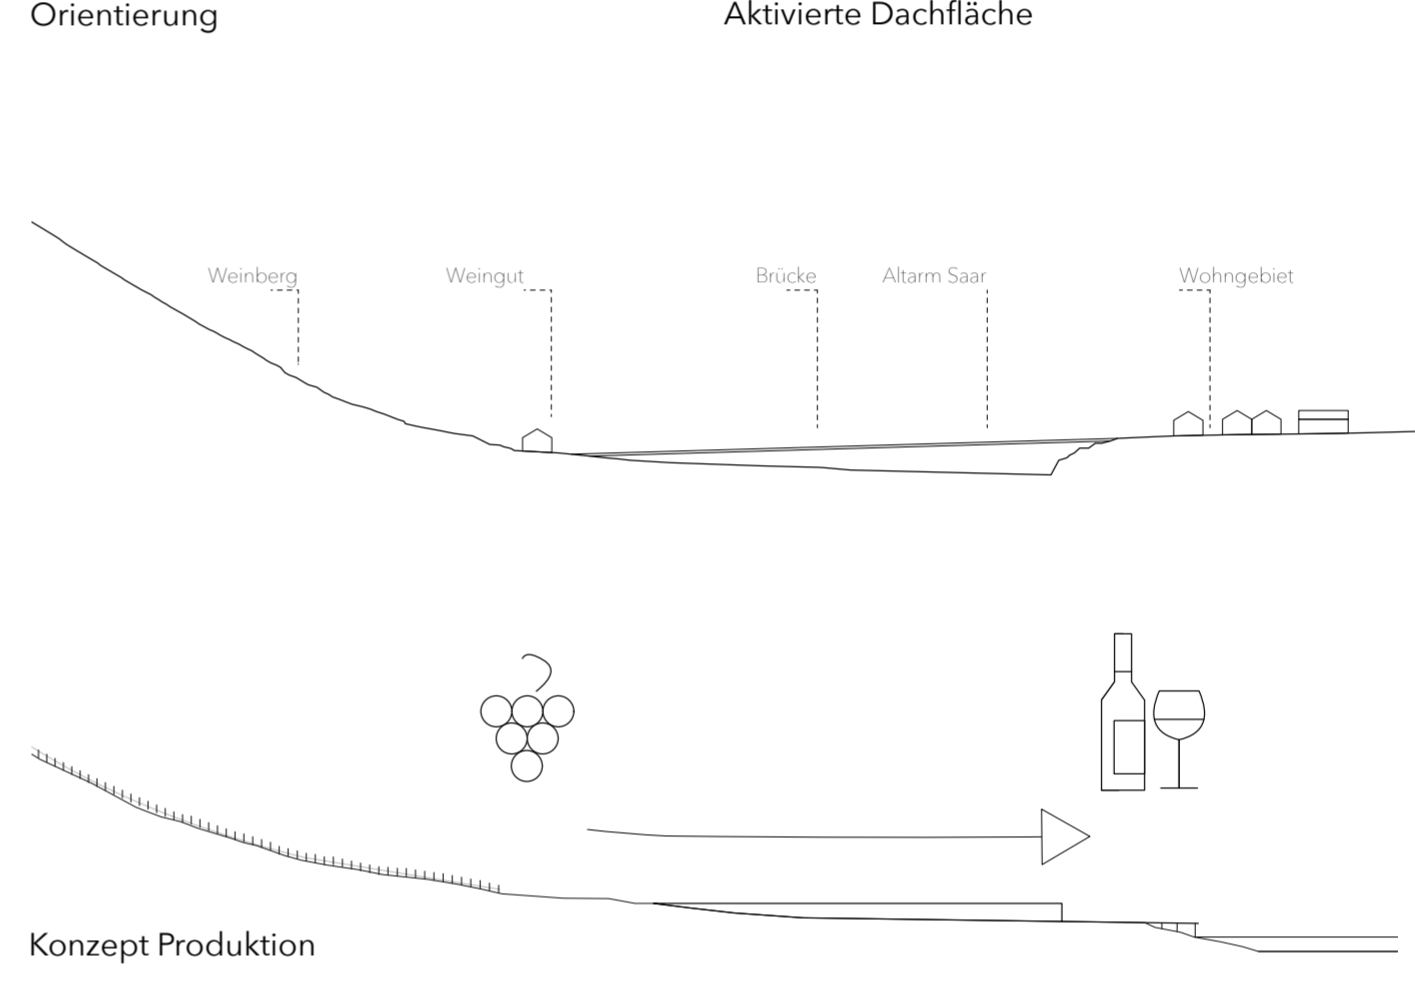 Orientierung
Aktivierte Dachfläche
Weinberg
Weingut
Brücke
Altarm Saar
Wohngebiet
Konzept Produktion